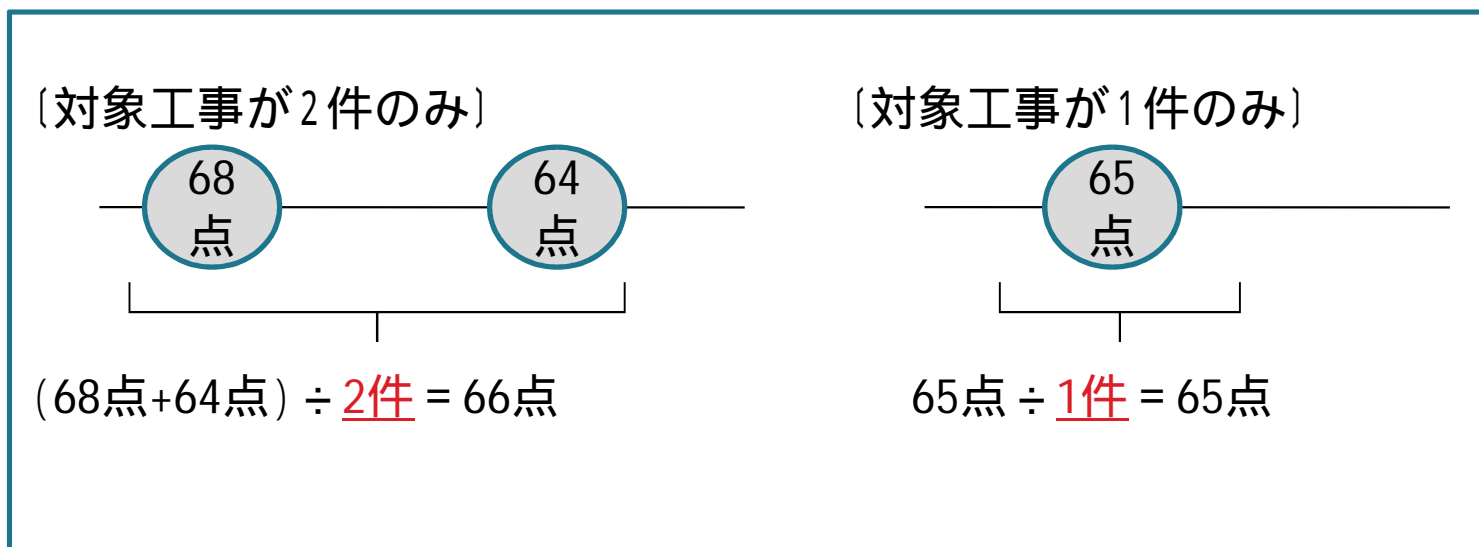 〔対象工事が2件のみ〕
68
点
64
点
(68点+64点) ÷ 2件 = 66点
〔対象工事が1件のみ〕
65
点
65点 ÷ 1件 = 65点